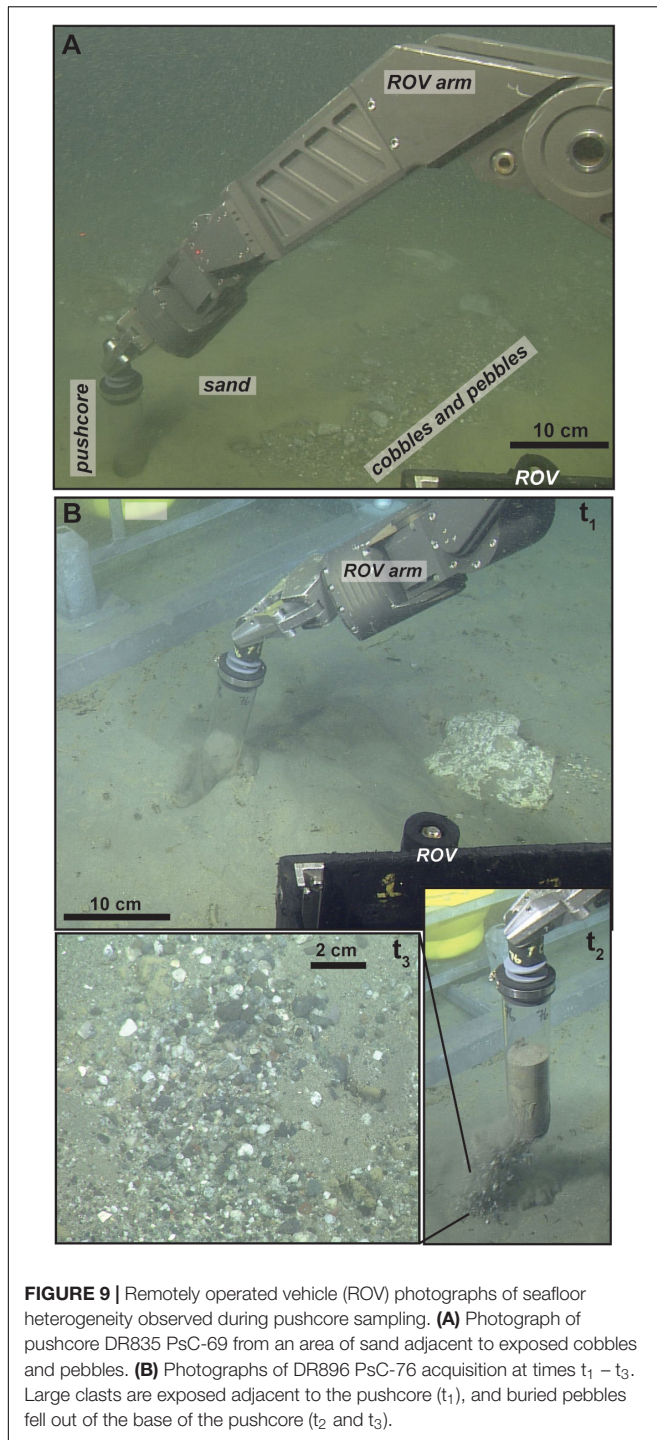 A
ROV arm
pushcore
sand
cobbles and pebbles
10 cm
ROV
B
t₁
ROV arm
ROV
10 cm
2 cm
t₃
t₂
76
FIGURE 9 | Remotely operated vehicle (ROV) photographs of seafloor
heterogeneity observed during pushcore sampling. (A) Photograph of
pushcore DR835 PsC-69 from an area of sand adjacent to exposed cobbles
and pebbles. (B) Photographs of DR896 PsC-76 acquisition at times t₁ – t₃.
Large clasts are exposed adjacent to the pushcore (t₁), and buried pebbles
fell out of the base of the pushcore (t₂ and t₃).